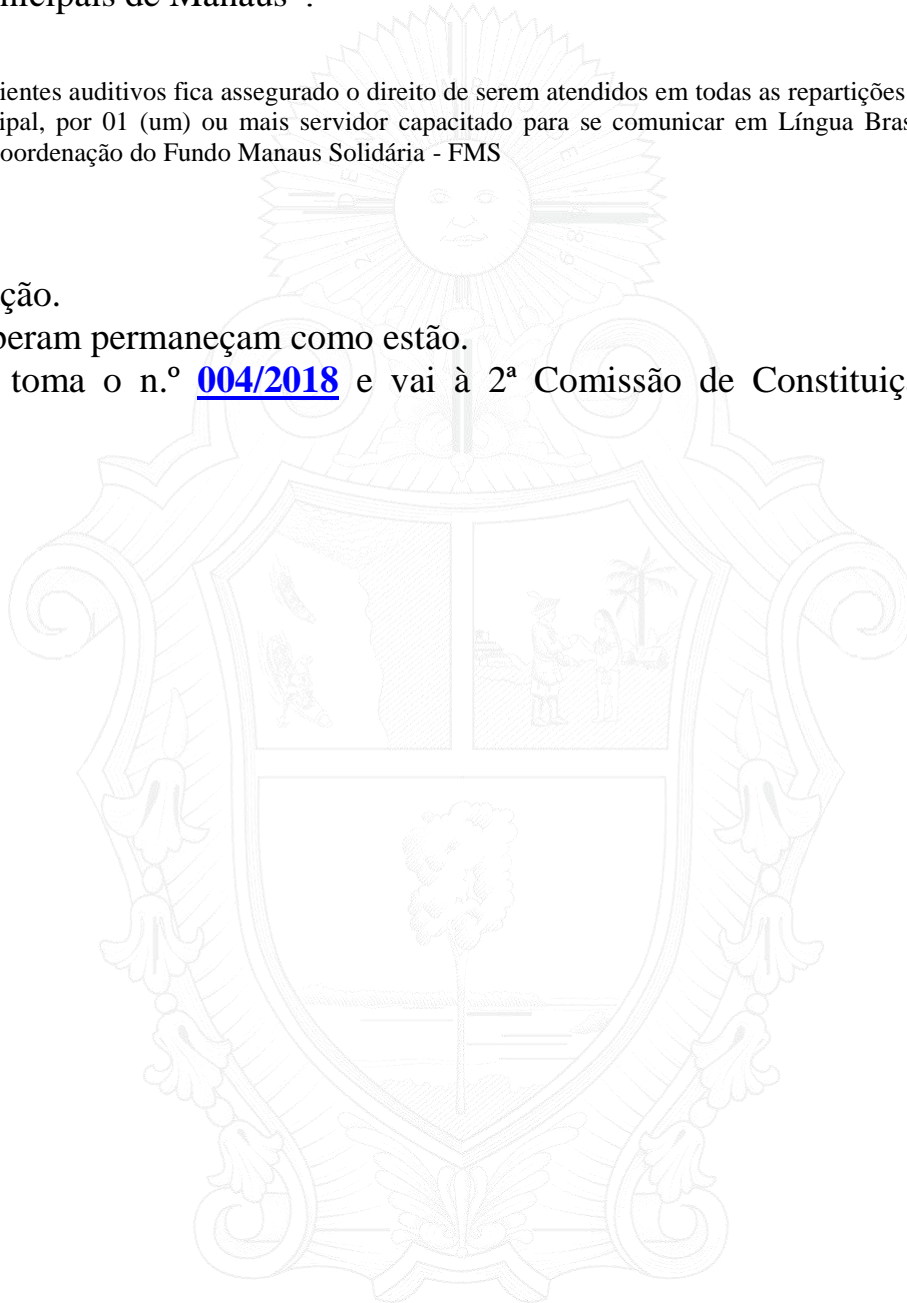 ncipais de Manaus”.
ientes auditivos fica assegurado o direito de serem atendidos em todas as repartições
ipal, por 01 (um) ou mais servidor capacitado para se comunicar em Língua Bras
oordenação do Fundo Manaus Solidária - FMS
ção.
peram permaneçam como estão.
toma o n.º 004/2018 e vai à 2ª Comissão de Constituiç